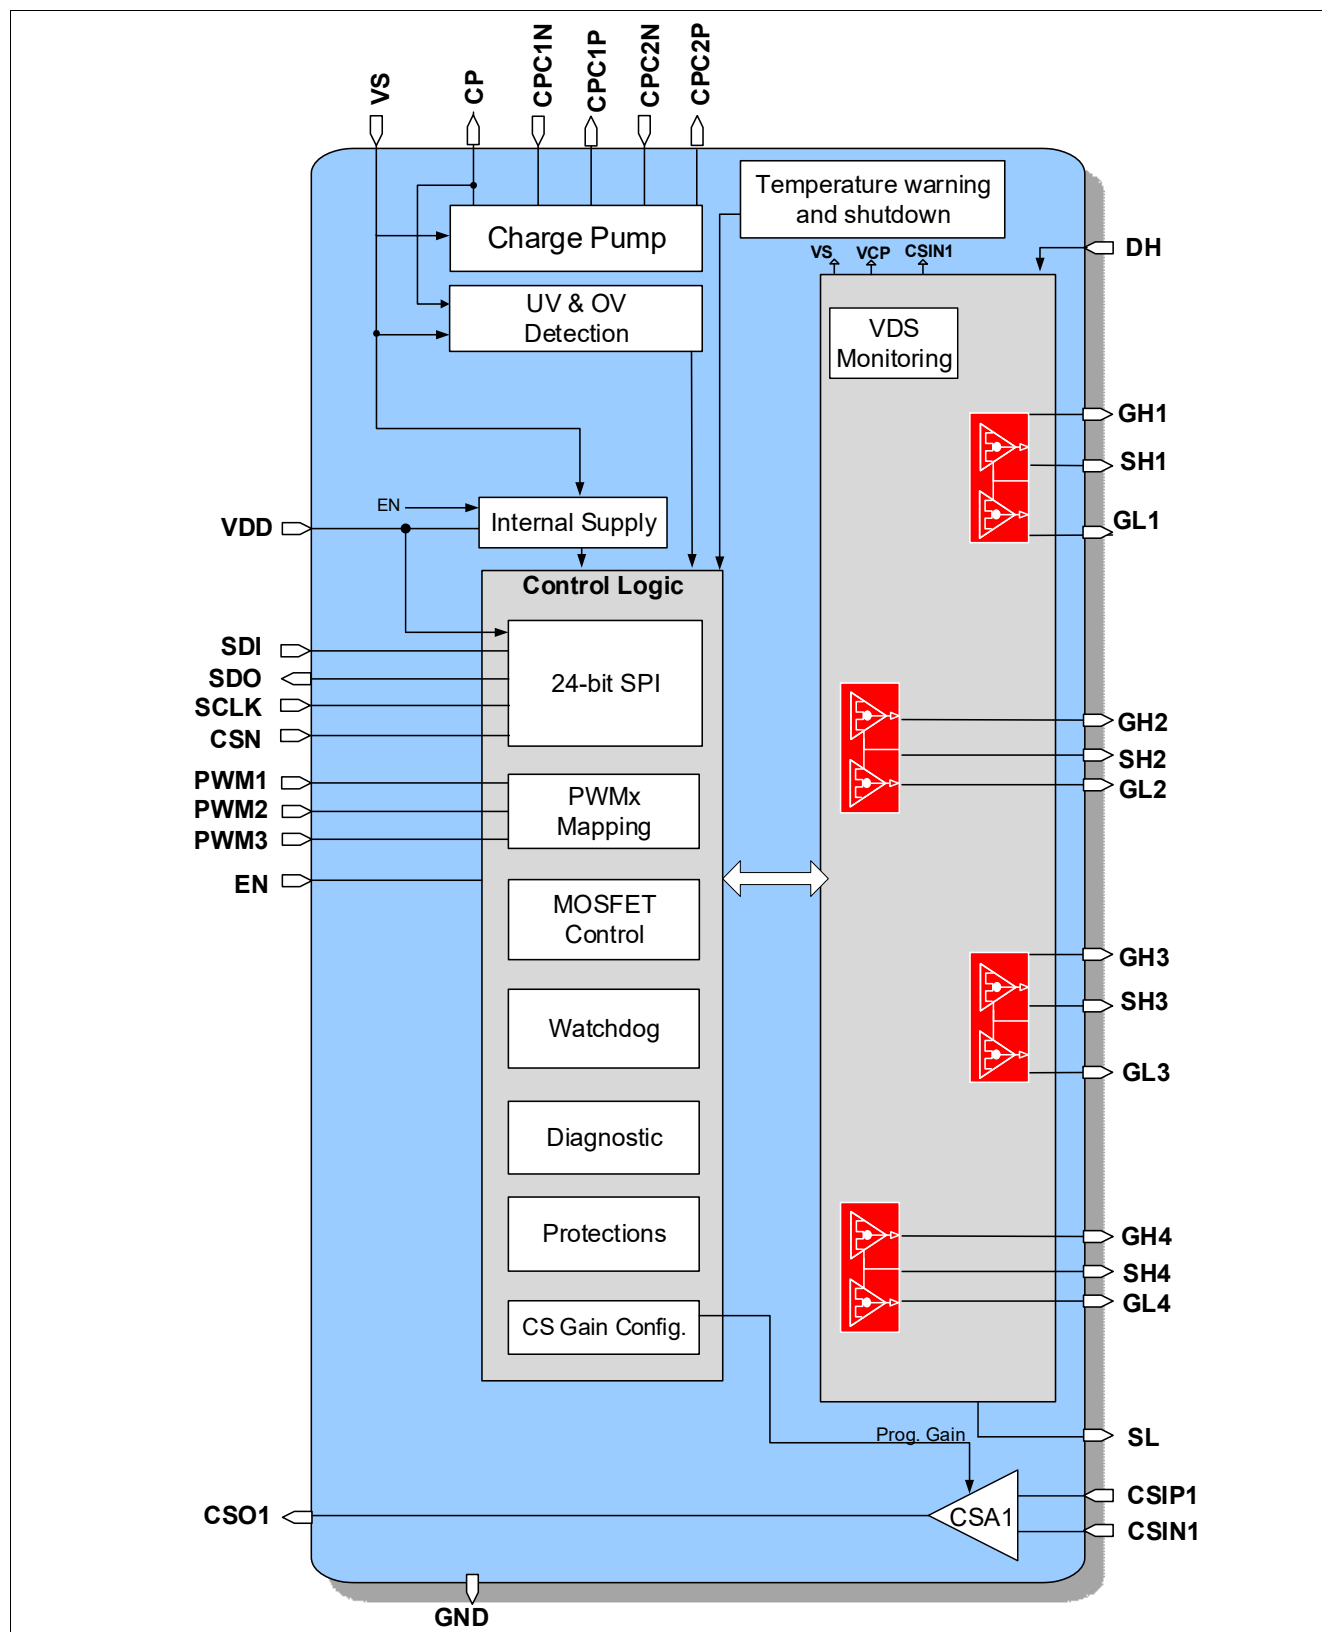 VS
CP
CPC1N
CPC1P
CPC2N
CPC2P
Temperature warning
and shutdown
Charge Pump
VS
VCP
CSIN1
DH
UV & OV
Detection
VDS
Monitoring
GH1
SH1
GL1
EN
VDD
Internal Supply
Control Logic
SDI
SDO
SCLK
CSN
24-bit SPI
GH2
SH2
GL2
PWM1
PWM2
PWM3
PWMx
Mapping
EN
MOSFET
Control
GH3
SH3
GL3
Watchdog
Diagnostic
Protections
GH4
SH4
GL4
CS Gain Config.
Prog. Gain
SL
CSO1
CSA1
CSIP1
CSIN1
GND